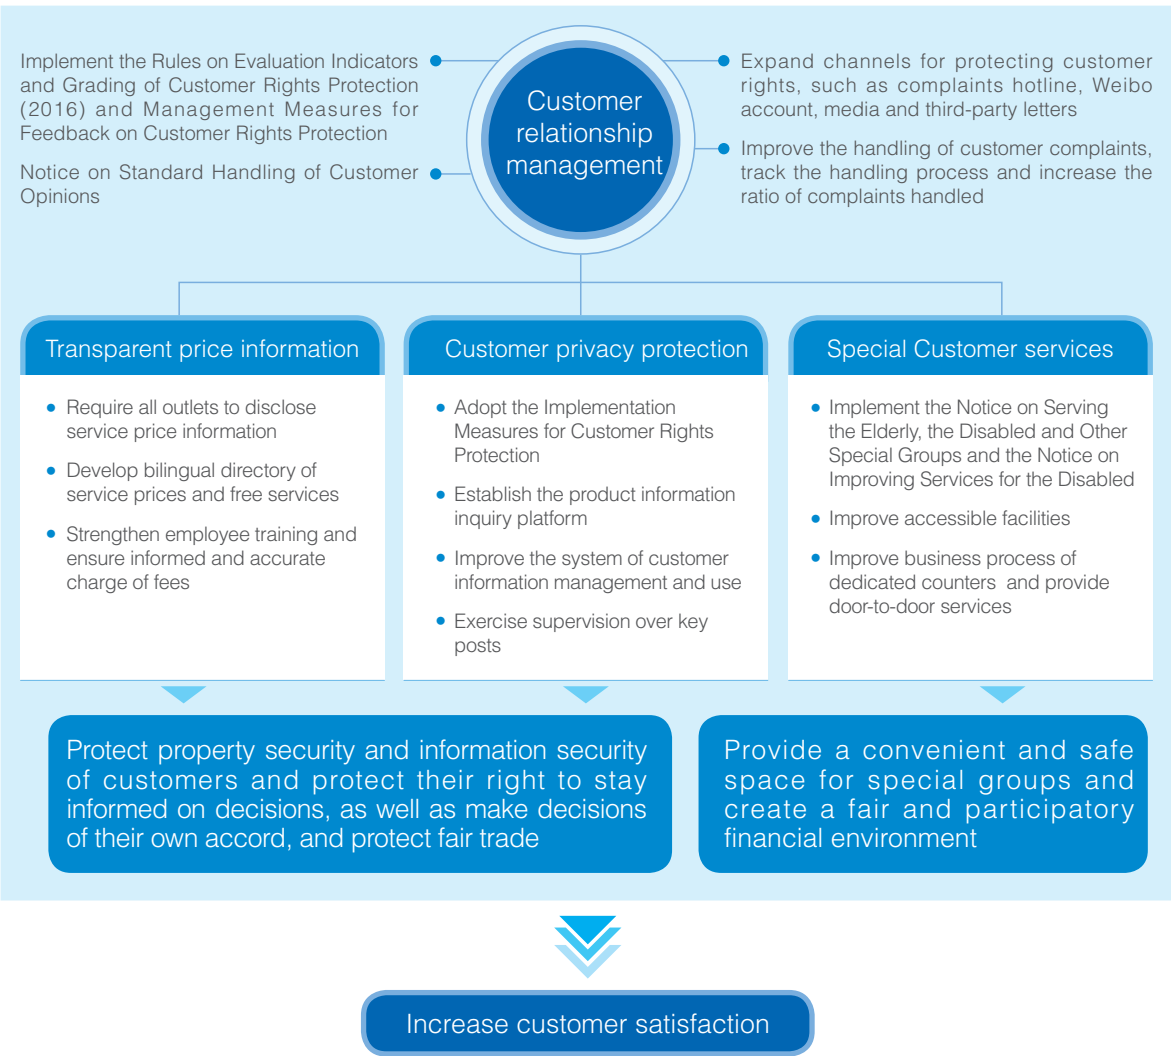 Implement the Rules on Evaluation Indicators
and Grading of Customer Rights Protection
(2016) and Management Measures for
Feedback on Customer Rights Protection
Notice on Standard Handling of Customer
Opinions
Customer
relationship
management
Expand channels for protecting customer
rights, such as complaints hotline, Weibo
account, media and third-party letters
Improve the handling of customer complaints,
track the handling process and increase the
ratio of complaints handled
Transparent price information
Require all outlets to disclose
service price information
Develop bilingual directory of
service prices and free services
Strengthen employee training and
ensure informed and accurate
charge of fees
Customer privacy protection
Adopt the Implementation
Measures for Customer Rights
Protection
Establish the product information
inquiry platform
Improve the system of customer
information management and use
Exercise supervision over key
posts
Special Customer services
Implement the Notice on Serving
the Elderly, the Disabled and Other
Special Groups and the Notice on
Improving Services for the Disabled
Improve accessible facilities
Improve business process of
dedicated counters and provide
door-to-door services
Protect property security and information security
of customers and protect their right to stay
informed on decisions, as well as make decisions
of their own accord, and protect fair trade
Provide a convenient and safe
space for special groups and
create a fair and participatory
financial environment
Increase customer satisfaction